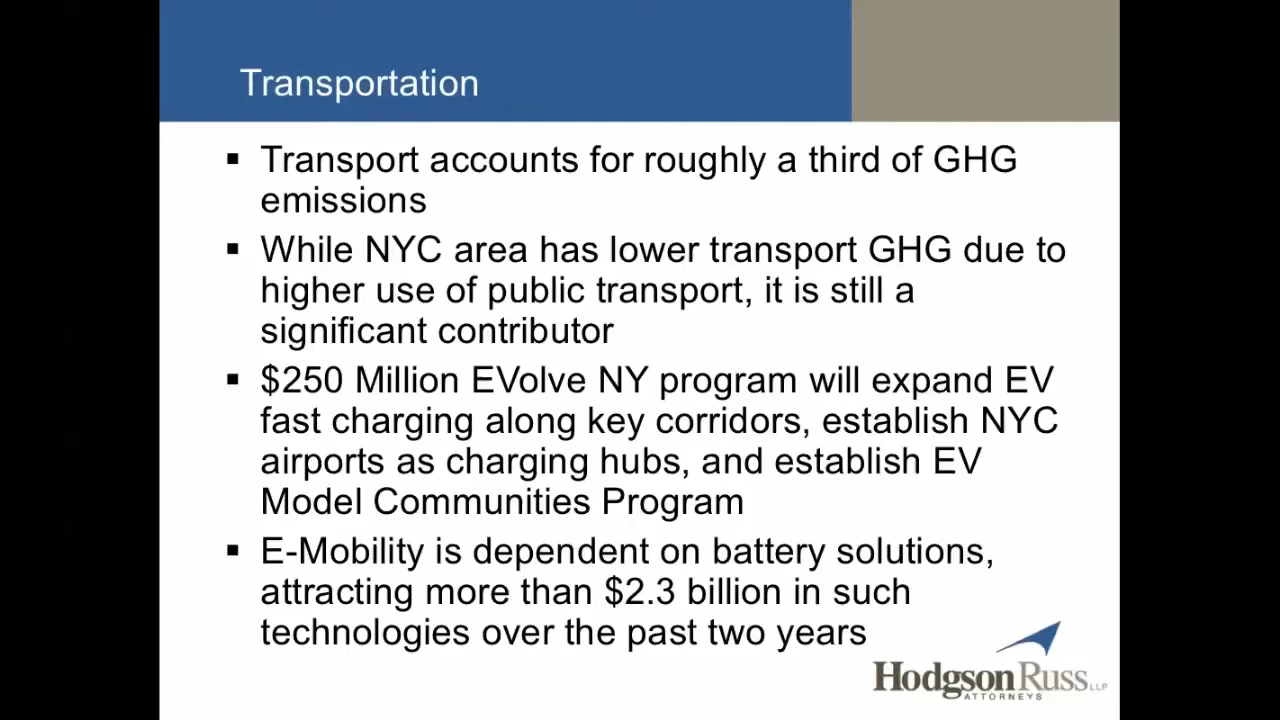 Transportation
▪ Transport accounts for roughly a third of GHG
emissions
▪ While NYC area has lower transport GHG due to
higher use of public transport, it is still a
significant contributor
▪ $250 Million EVolve NY program will expand EV
fast charging along key corridors, establish NYC
airports as charging hubs, and establish EV
Model Communities Program
▪ E-Mobility is dependent on battery solutions,
attracting more than $2.3 billion in such
technologies over the past two years
HodgsonRuss LLP
ATTORNEYS